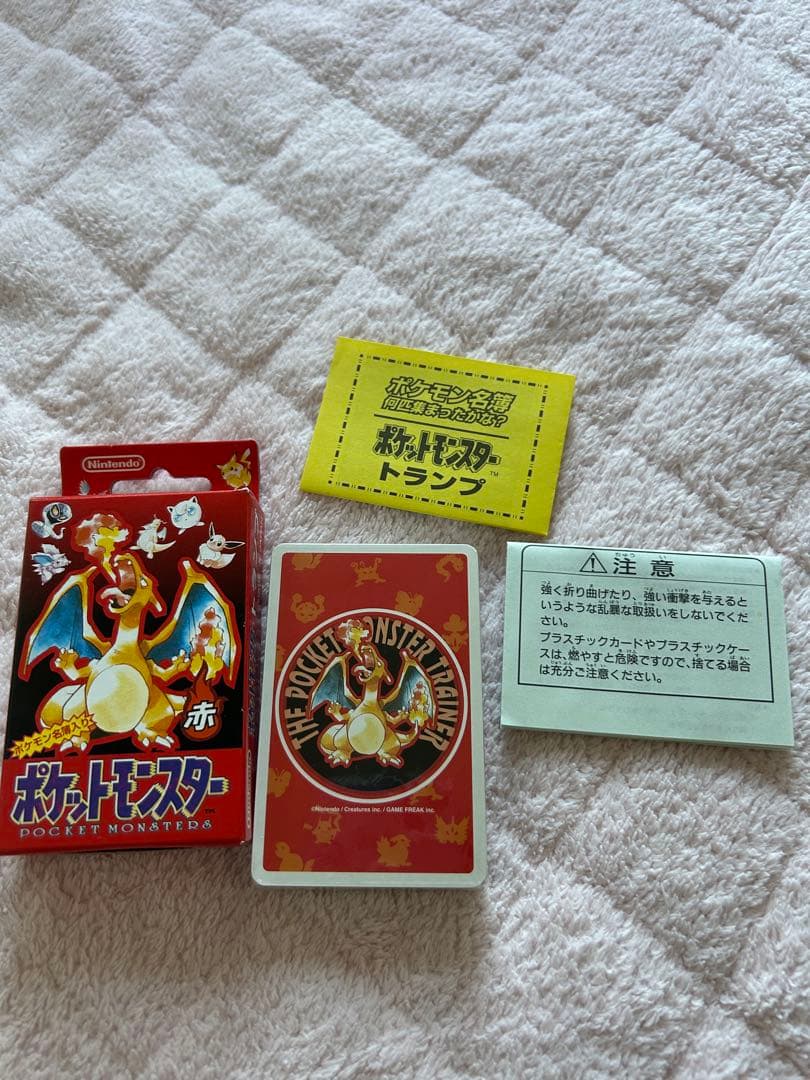 Nintendo
赤
ポケモン名簿入り
ポケットモンスター
TM
POCKET MONSTERS
THE POCKET MONSTER TRAINER
©Nintendo / Creatures inc. / GAME FREAK inc.
ポケモン名簿
何匹集まったかな?
ポケットモンスター
TM
トランプ
ちゅうい
⚠注意
強く折り曲げたり、強い衝撃を与えると
いうような乱暴な取扱いをしないでくだ
さい。
プラスチックカードやプラスチックケー
スは、燃やすと危険ですので、捨てる場合
は充分ご注意ください。